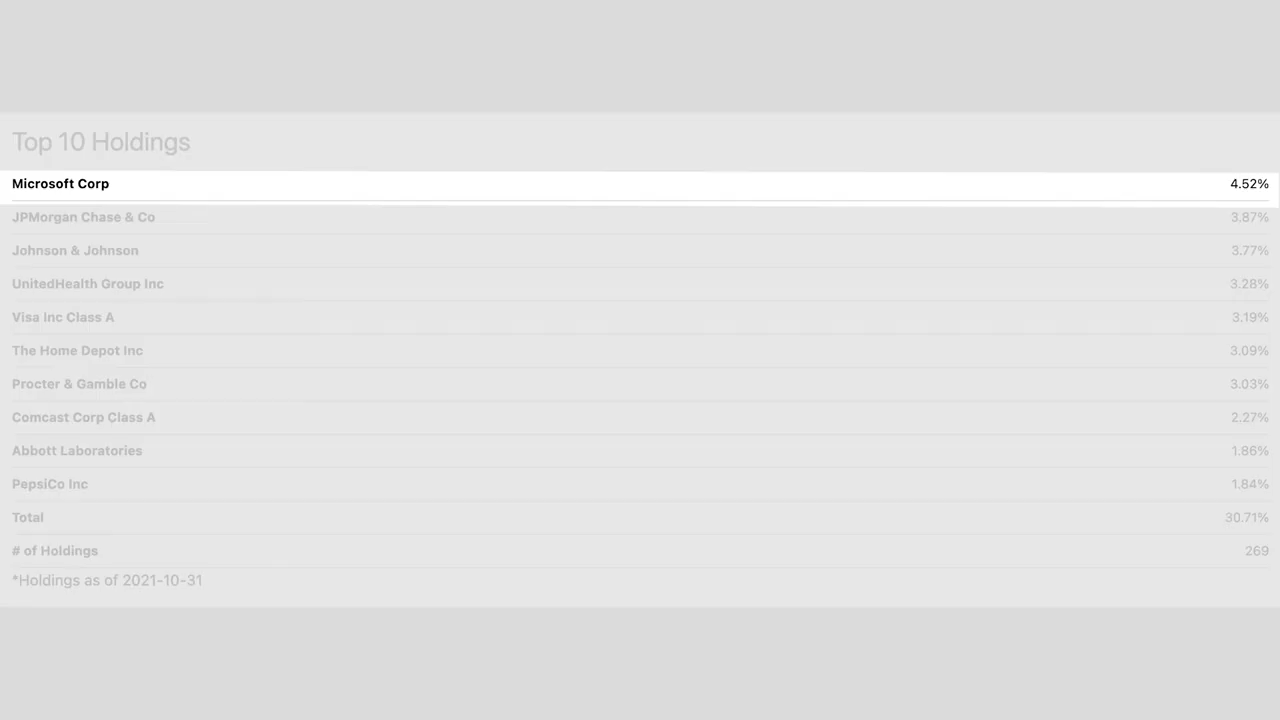 Top 10 Holdings
Microsoft Corp 4.52%
JPMorgan Chase & Co 3.87%
Johnson & Johnson 3.77%
UnitedHealth Group Inc 3.28%
Visa Inc Class A 3.19%
The Home Depot Inc 3.09%
Procter & Gamble Co 3.03%
Comcast Corp Class A 2.27%
Abbott Laboratories 1.86%
PepsiCo Inc 1.84%
Total 30.71%
# of Holdings 269
*Holdings as of 2021-10-31